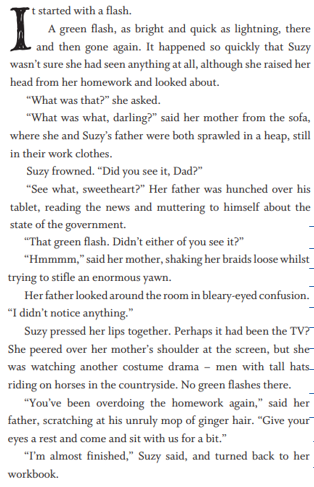 It started with a flash.
A green flash, as bright and quick as lightning, there
and then gone again. It happened so quickly that Suzy
wasn’t sure she had seen anything at all, although she raised her
head from her homework and looked about.
“What was that?” she asked.
“What was what, darling?” said her mother from the sofa,
where she and Suzy’s father were both sprawled in a heap, still
in their work clothes.
Suzy frowned. “Did you see it, Dad?”
“See what, sweetheart?” Her father was hunched over his
tablet, reading the news and muttering to himself about the
state of the government.
“That green flash. Didn’t either of you see it?”
“Hmmmm,” said her mother, shaking her braids loose whilst
trying to stifle an enormous yawn.
Her father looked around the room in bleary-eyed confusion.
“I didn’t notice anything.”
Suzy pressed her lips together. Perhaps it had been the TV?
She peered over her mother’s shoulder at the screen, but she
was watching another costume drama – men with tall hats
riding on horses in the countryside. No green flashes there.
“You’ve been overdoing the homework again,” said her
father, scratching at his unruly mop of ginger hair. “Give your
eyes a rest and come and sit with us for a bit.”
“I’m almost finished,” Suzy said, and turned back to her
workbook.